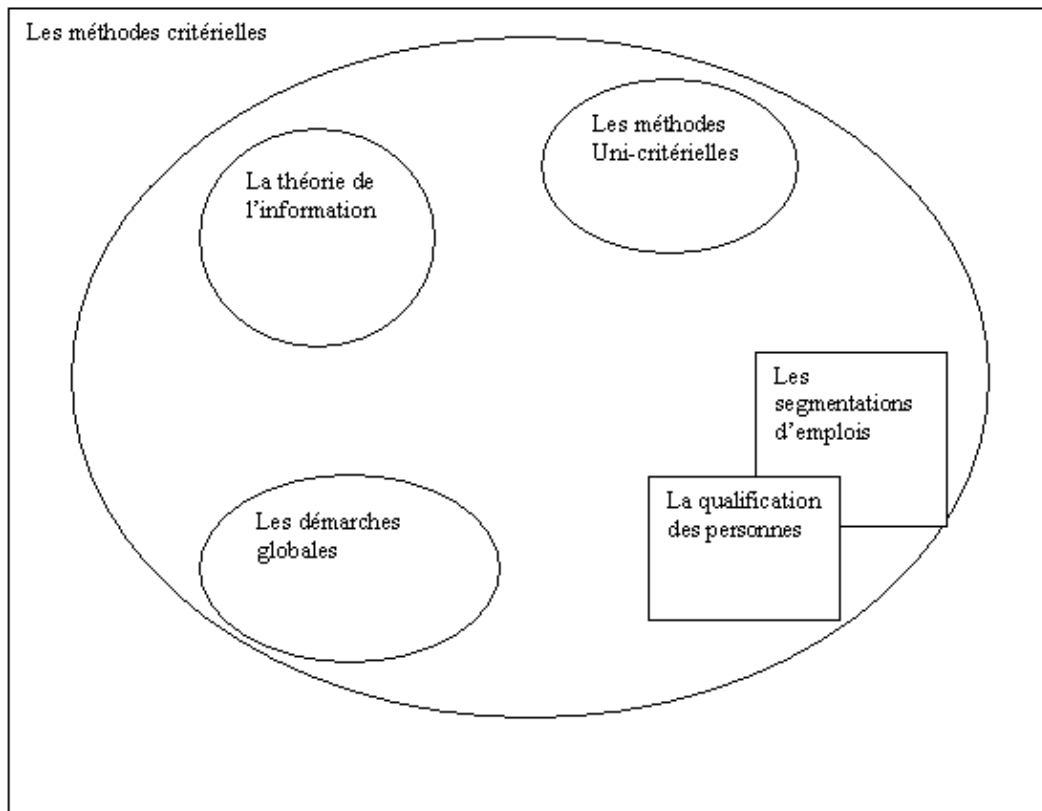 Les méthodes critérielles
Les méthodes
Uni-critérielles
La théorie de
l'information
Les
segmentations
d'emplois
La qualification
des personnes
Les démarches
globales